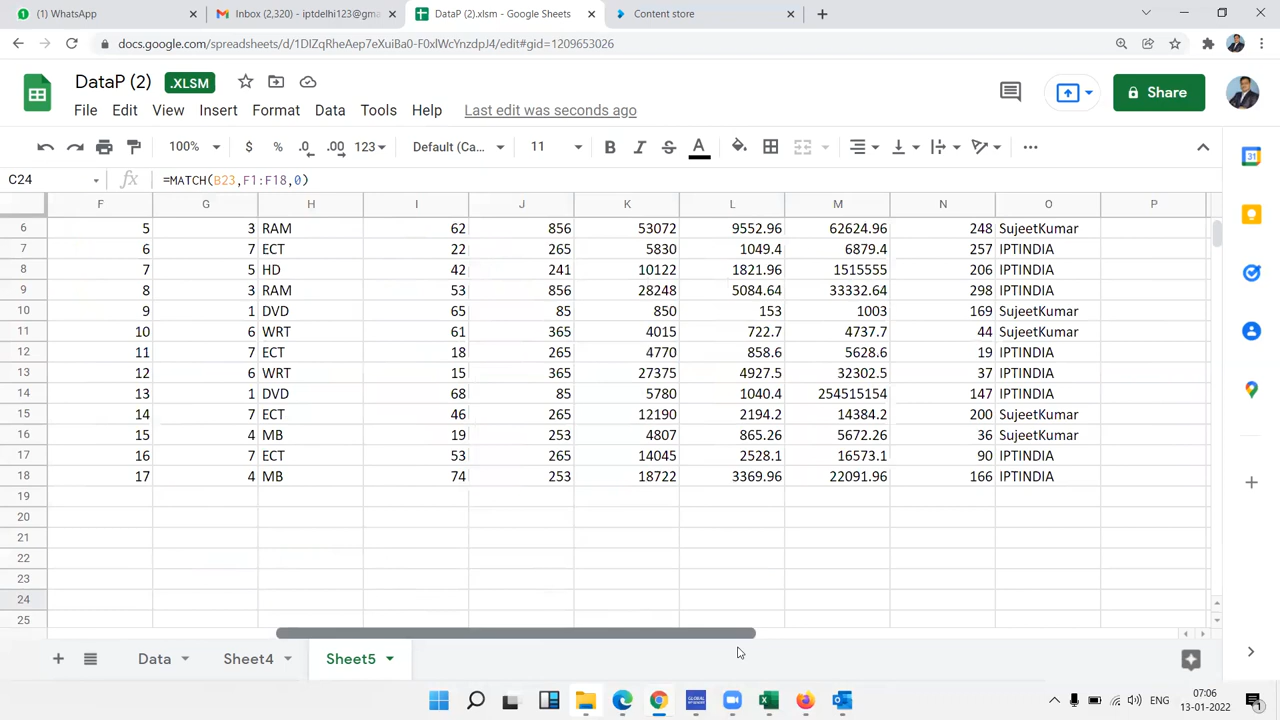 WhatsApp
Inbox (2,320) - iptdelhi123@gm
DataP (2).xlsm - Google Sheets
Content store
docs.google.com/spreadsheets/d/1DIZqRheAep7eXuiBa0-F0xlWcYnzdpJ4/edit#gid=1209653026
DataP (2) .XLSM
Share
File Edit View Insert Format Data Tools Help Last edit was seconds ago
100% $ % .0 .00 123 Default (Ca... 11
C24 fx =MATCH(B23,F1:F18,0)
F G H I J K L M N O P
6 5 3 RAM 62 856 53072 9552.96 62624.96 248 SujeetKumar
7 6 7 ECT 22 265 5830 1049.4 6879.4 257 IPTINDIA
8 7 5 HD 42 241 10122 1821.96 1515555 206 IPTINDIA
9 8 3 RAM 53 856 28248 5084.64 33332.64 298 IPTINDIA
10 9 1 DVD 65 85 850 153 1003 169 SujeetKumar
11 10 6 WRT 61 365 4015 722.7 4737.7 44 SujeetKumar
12 11 7 ECT 18 265 4770 858.6 5628.6 19 IPTINDIA
13 12 6 WRT 15 365 27375 4927.5 32302.5 37 IPTINDIA
14 13 1 DVD 68 85 5780 1040.4 254515154 147 IPTINDIA
15 14 7 ECT 46 265 12190 2194.2 14384.2 200 SujeetKumar
16 15 4 MB 19 253 4807 865.26 5672.26 36 SujeetKumar
17 16 7 ECT 53 265 14045 2528.1 16573.1 90 IPTINDIA
18 17 4 MB 74 253 18722 3369.96 22091.96 166 IPTINDIA
19
20
21
22
23
24
25
Data Sheet4 Sheet5
ENG
07:06
13-01-2022